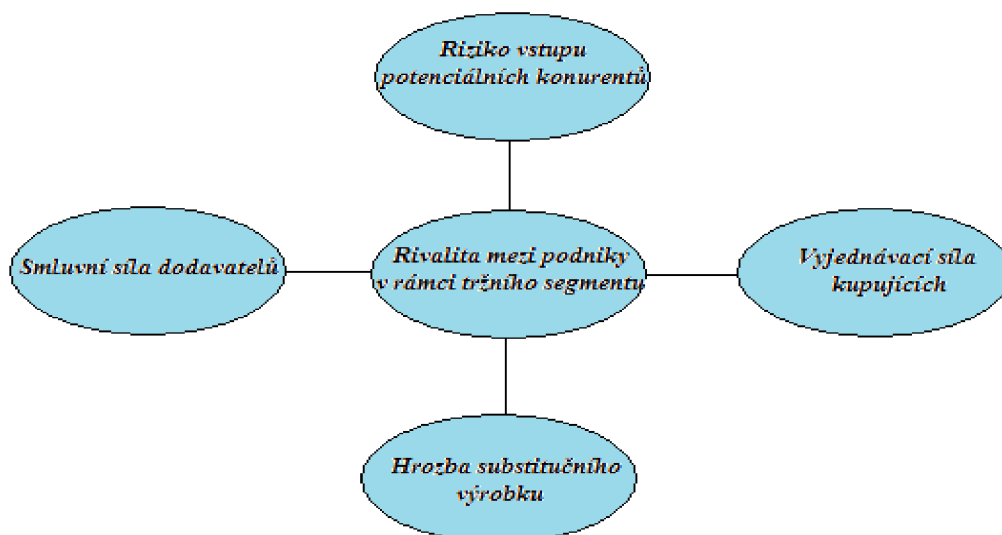 Riziko vstupu
potenciálních konurentů
Smluvní síla dodavatelů
Rivalita mezi podniky
v rámci tržního segmentu
Vyjednávací síla
kupujících
Hrozba substitučního
výrobku